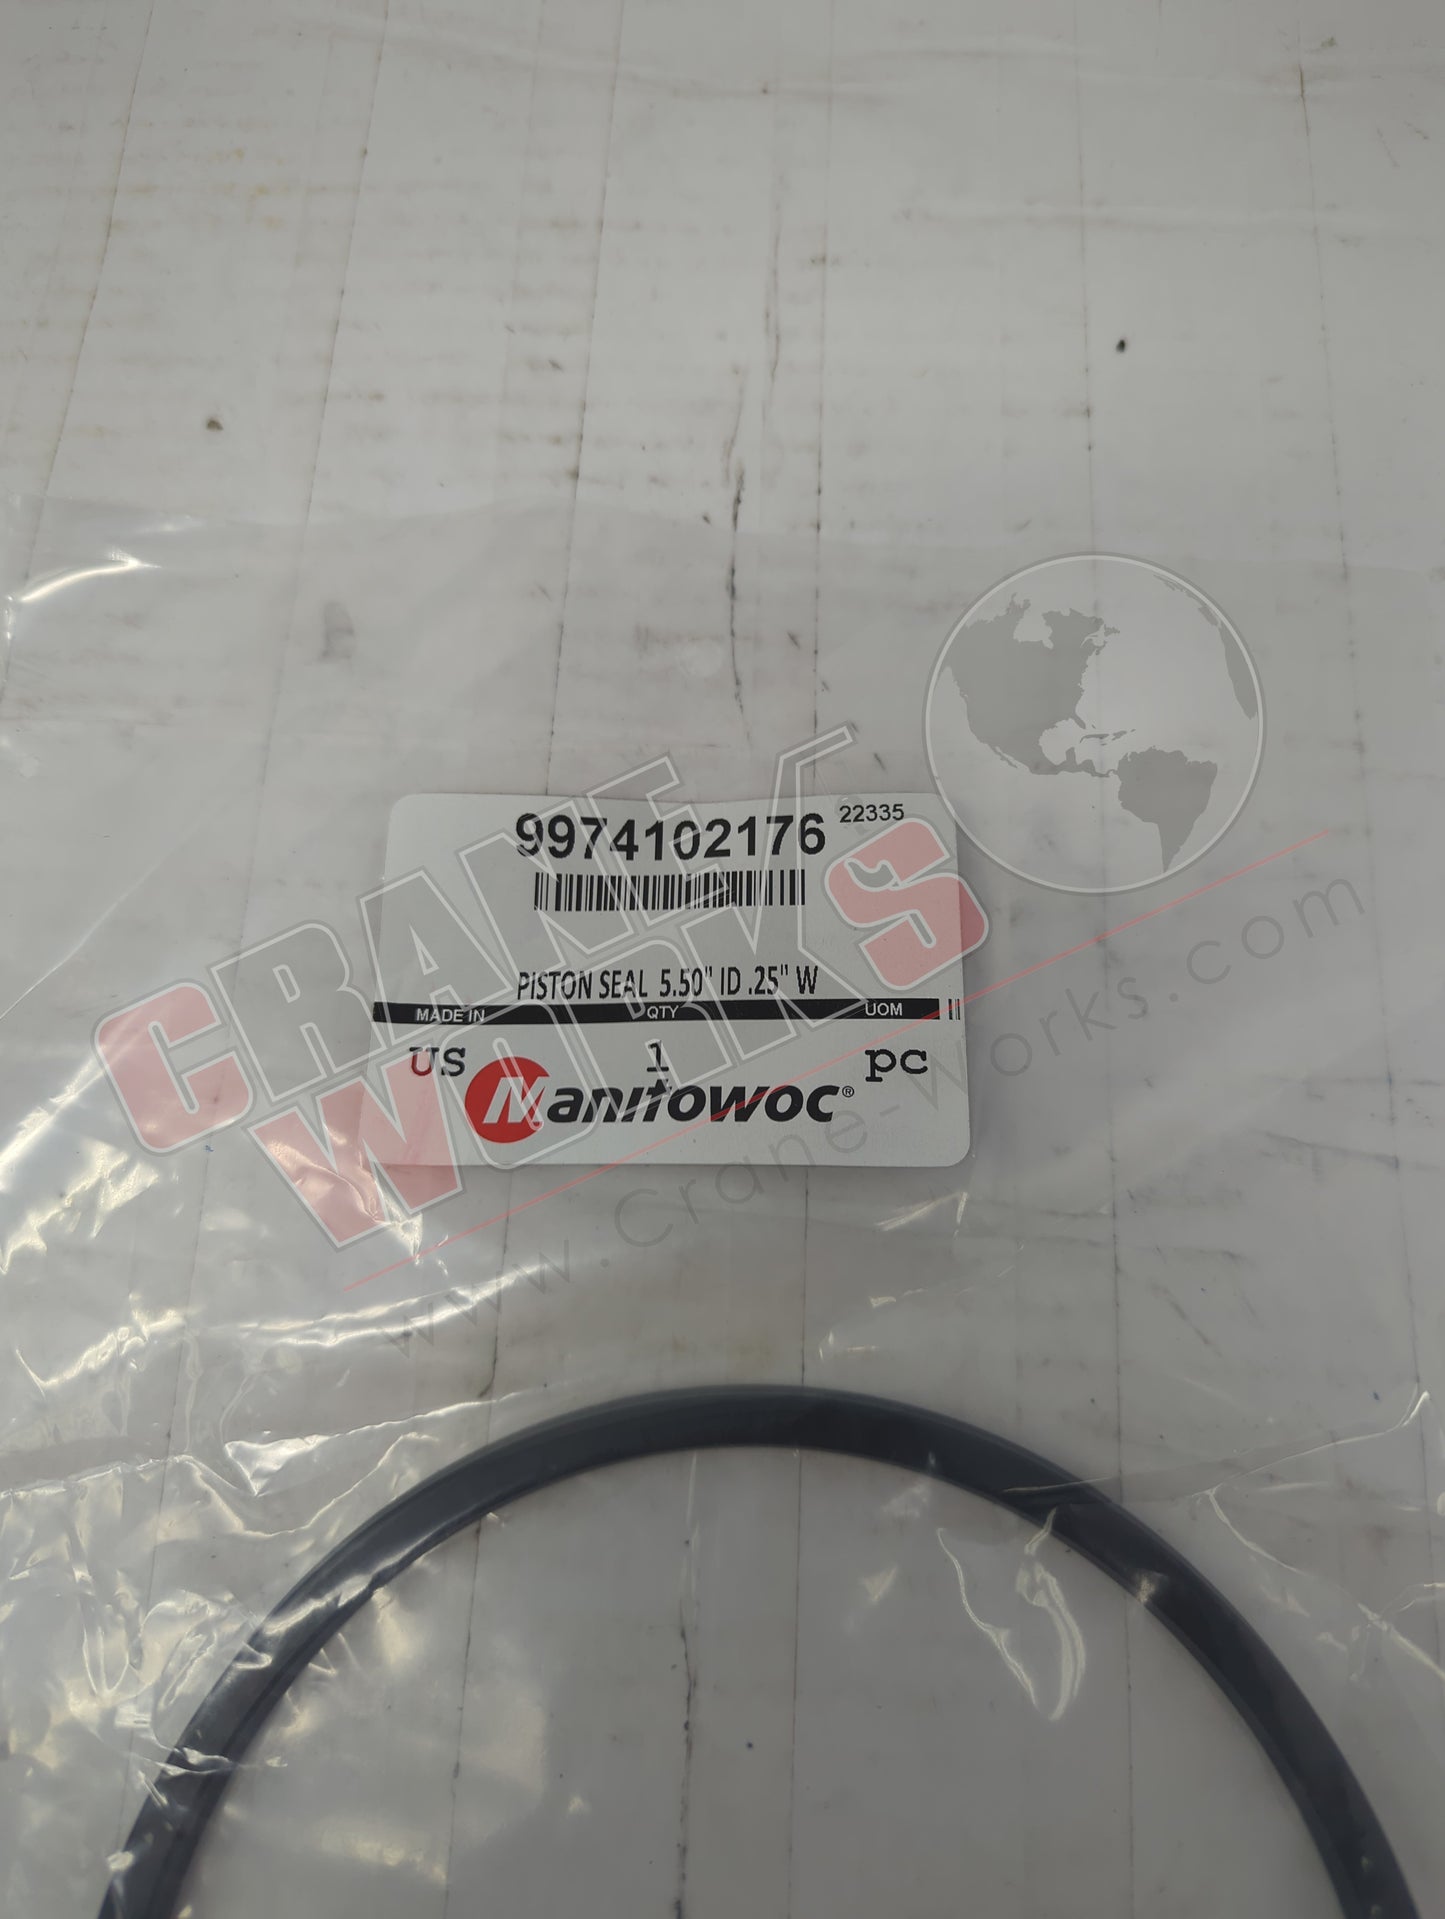 9974102176 22335
PISTON SEAL 5.50" ID .25" W
MADE IN QTY UOM
US 1 pc
Manitowoc®
CRANE
WORKS
www.Crane-works.com